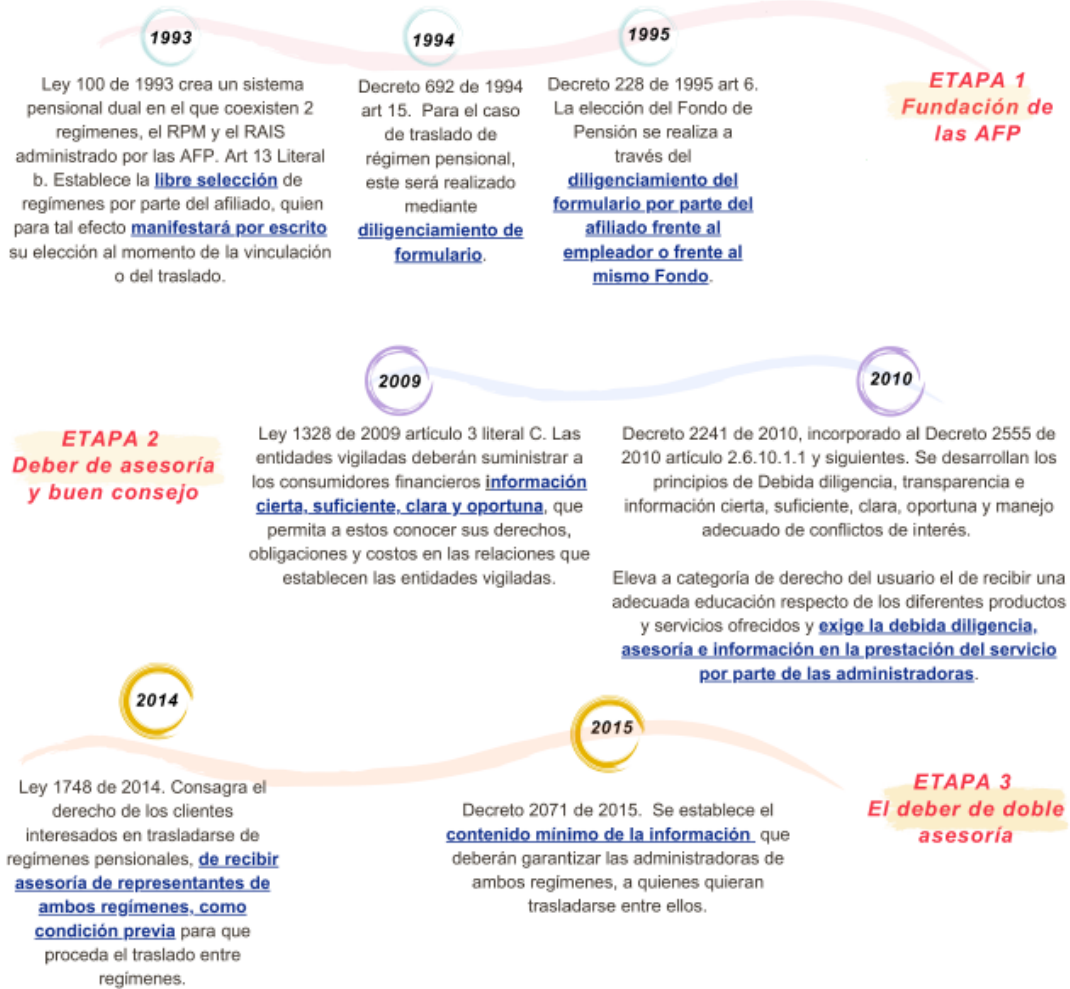 1993
Ley 100 de 1993 crea un sistema
pensional dual en el que coexisten 2
regímenes, el RPM y el RAIS
administrado por las AFP. Art 13 Literal
b. Establece la libre selección de
regímenes por parte del afiliado, quien
para tal efecto manifestará por escrito
su elección al momento de la vinculación
o del traslado.
1994
Decreto 692 de 1994
art 15. Para el caso
de traslado de
régimen pensional,
este será realizado
mediante
diligenciamiento de
formulario.
1995
Decreto 228 de 1995 art 6.
La elección del Fondo de
Pensión se realiza a
través del
diligenciamiento del
formulario por parte del
afiliado frente al
empleador o frente al
mismo Fondo.
ETAPA 1
Fundación de
las AFP
ETAPA 2
Deber de asesoría
y buen consejo
2009
Ley 1328 de 2009 artículo 3 literal C. Las
entidades vigiladas deberán suministrar a
los consumidores financieros información
cierta, suficiente, clara y oportuna, que
permita a estos conocer sus derechos,
obligaciones y costos en las relaciones que
establecen las entidades vigiladas.
2010
Decreto 2241 de 2010, incorporado al Decreto 2555 de
2010 artículo 2.6.10.1.1 y siguientes. Se desarrollan los
principios de Debida diligencia, transparencia e
información cierta, suficiente, clara, oportuna y manejo
adecuado de conflictos de interés.
Eleva a categoría de derecho del usuario el de recibir una
adecuada educación respecto de los diferentes productos
y servicios ofrecidos y exige la debida diligencia,
asesoría e información en la prestación del servicio
por parte de las administradoras.
2014
Ley 1748 de 2014. Consagra el
derecho de los clientes
interesados en trasladarse de
regímenes pensionales, de recibir
asesoría de representantes de
ambos regímenes, como
condición previa para que
proceda el traslado entre
regímenes.
2015
Decreto 2071 de 2015. Se establece el
contenido mínimo de la información que
deberán garantizar las administradoras de
ambos regímenes, a quienes quieran
trasladarse entre ellos.
ETAPA 3
El deber de doble
asesoría